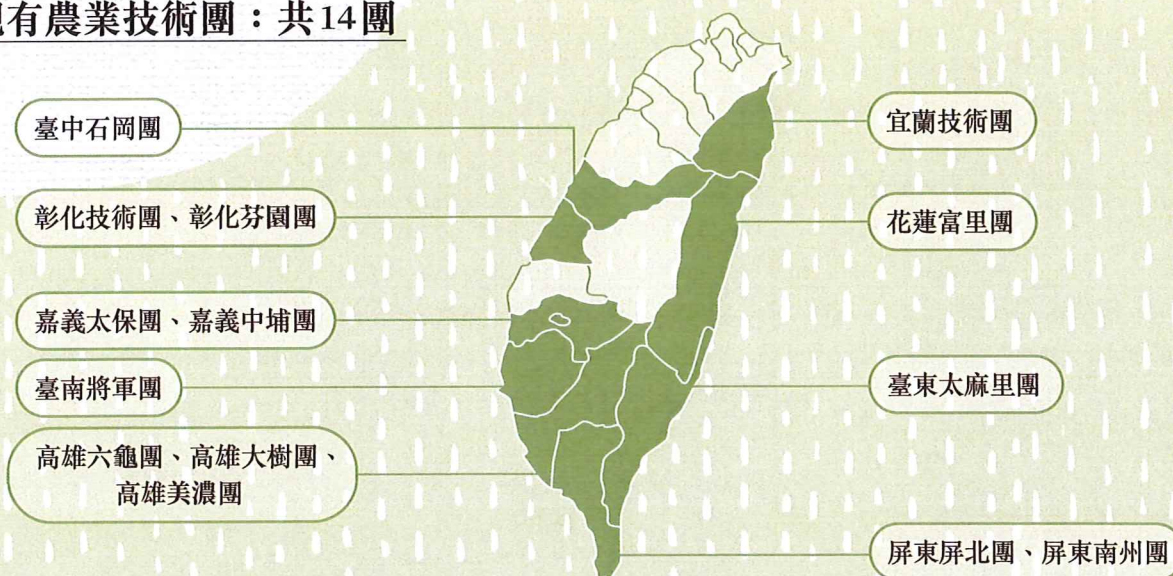 有農業技術團：共14團
臺中石岡團
彰化技術團、彰化芬園團
嘉義太保團、嘉義中埔團
臺南將軍團
高雄六龜團、高雄大樹團、
高雄美濃團
宜蘭技術團
花蓮富里團
臺東太麻里團
屏東屏北團、屏東南州團